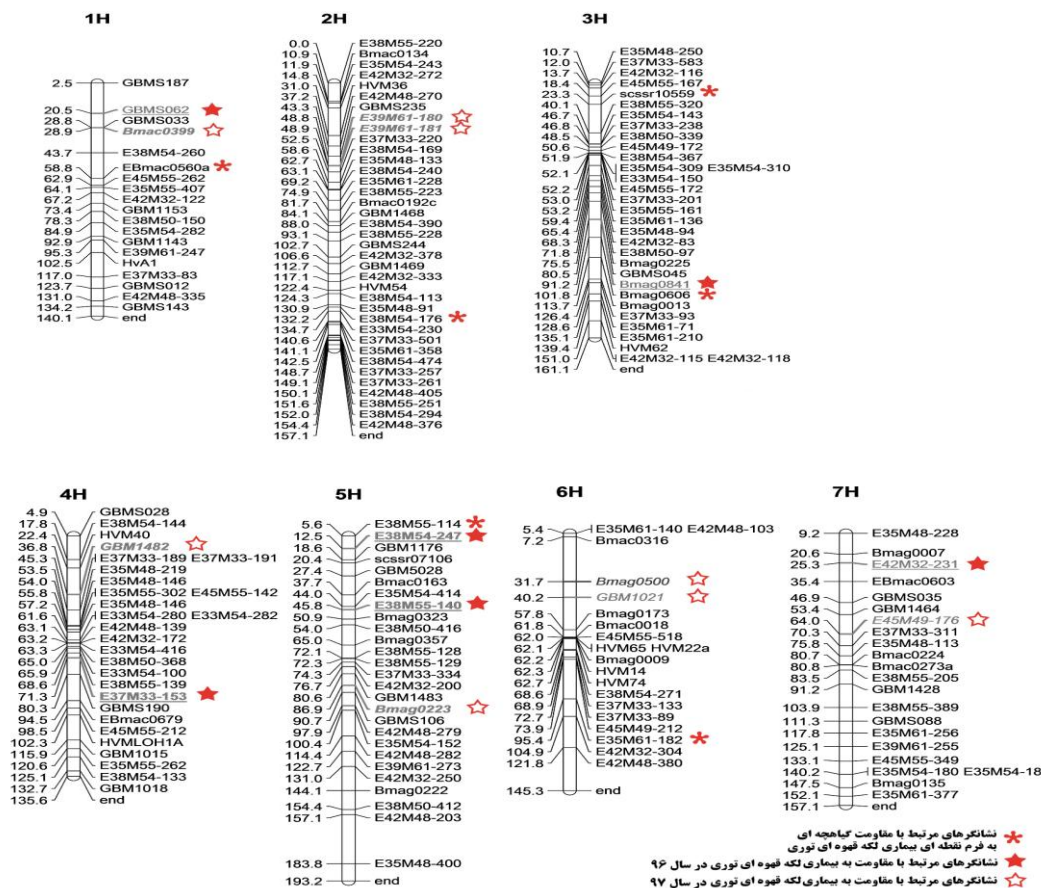 1H
2.5 GBMS187
20.5 GBMS062
28.8 GBMS033
28.9 Bmac0399
43.7 E38M54-260
58.8 EBmac0560a
62.9 E45M55-262
64.1 E35M55-407
67.2 E42M32-122
73.4 GBM1153
78.3 E38M50-150
84.9 E35M54-282
92.9 GBM1143
95.3 E39M61-247
102.5 HvA1
117.0 E37M33-83
123.7 GBMS012
131.0 E42M48-335
134.2 GBMS143
140.1 end
2H
0.0 E38M55-220
10.9 Bmac0134
11.9 E35M54-243
14.8 E42M32-272
31.0 HVM36
37.2 E42M48-270
43.3 GBMS235
48.8 E39M61-180
48.9 E39M61-181
52.5 E37M33-220
58.6 E38M54-169
62.7 E35M48-133
63.1 E38M54-240
69.2 E35M61-228
74.9 E38M55-223
81.7 Bmac0192c
84.1 GBM1468
88.0 E38M54-390
93.1 E38M55-228
102.7 GBMS244
106.6 E42M32-378
112.7 GBM1469
117.1 E42M32-333
122.4 HVM54
124.3 E38M54-113
130.9 E35M48-91
132.2 E38M54-176
134.7 E33M54-230
140.6 E37M33-501
141.1 E35M61-358
142.5 E38M54-474
148.7 E37M33-257
149.1 E37M33-261
150.1 E42M48-405
151.6 E38M55-251
152.0 E38M54-294
154.4 E42M48-376
157.1 end
3H
10.7 E35M48-250
12.0 E37M33-583
13.7 E42M32-116
18.4 E45M55-167
23.3 scssr10559
40.1 E38M55-320
46.7 E35M54-143
46.8 E37M33-238
48.5 E38M50-339
50.6 E45M49-172
51.9 E38M54-367
52.1 E35M54-309 E35M54-310
E33M54-150
52.2 E45M55-172
53.0 E37M33-201
53.2 E35M55-161
59.4 E35M61-136
65.4 E35M48-94
68.3 E42M32-83
71.8 E38M50-97
75.5 Bmag0225
80.5 GBMS045
91.2 Bmag0841
101.8 Bmag0606
113.7 Bmag0013
126.4 E37M33-93
128.6 E35M61-71
135.1 E35M61-210
139.4 HVM62
151.0 E42M32-115 E42M32-118
161.1 end
4H
4.9 GBMS028
17.8 E38M54-144
22.4 HVM40
36.8 GBM1482
45.3 E37M33-189 E37M33-191
53.5 E35M48-219
54.0 E35M48-146
55.8 E35M55-302 E45M55-142
57.2 E35M48-146
61.6 E33M54-280 E33M54-282
63.1 E42M48-139
63.2 E42M32-172
63.3 E33M54-416
65.0 E38M50-368
65.9 E33M54-100
68.6 E38M55-139
71.3 E37M33-153
80.3 GBMS190
94.5 EBmac0679
98.5 E45M55-212
102.3 HVMLOH1A
115.9 GBM1015
120.6 E35M55-262
125.1 E38M54-133
132.7 GBM1018
135.6 end
5H
5.6 E38M55-114
12.5 E38M54-247
18.6 GBM1176
20.4 scssr07106
27.4 GBM5028
37.7 Bmac0163
44.0 E35M54-414
45.8 E38M55-140
50.9 Bmag0323
54.0 E38M50-416
65.0 Bmag0357
72.1 E38M55-128
72.3 E38M55-129
74.3 E37M33-334
76.7 E42M32-200
80.6 GBM1483
86.9 Bmag0223
90.7 GBMS106
97.9 E42M48-279
100.4 E35M54-152
114.4 E42M48-282
122.7 E39M61-273
131.0 E42M32-250
144.1 Bmag0222
154.4 E38M50-412
157.1 E42M48-203
183.8 E35M48-400
193.2 end
6H
5.4 E35M61-140 E42M48-103
7.2 Bmac0316
31.7 Bmag0500
40.2 GBM1021
57.8 Bmag0173
61.8 Bmac0018
62.0 E45M55-518
62.1 HVM65 HVM22a
62.2 Bmag0009
62.3 HVM14
62.7 HVM74
68.6 E38M54-271
68.9 E37M33-133
72.7 E37M33-89
73.9 E45M49-212
95.4 E35M61-182
104.9 E42M32-304
121.8 E42M48-380
145.3 end
7H
9.2 E35M48-228
20.6 Bmag0007
25.3 E42M32-231
35.4 EBmac0603
46.9 GBMS035
53.4 GBM1464
64.0 E45M49-176
70.3 E37M33-311
75.8 E35M48-113
80.7 Bmac0224
80.8 Bmac0273a
83.5 E38M55-205
91.2 GBM1428
103.9 E38M55-389
111.3 GBMS088
117.8 E35M61-256
125.1 E39M61-255
133.1 E45M55-349
140.2 E35M54-180 E35M54-18
147.5 Bmag0135
152.1 E35M61-377
157.1 end
نشانگرهای مرتبط با مقاومت گیاهچه ای
به فرم نقطه ای بیماری لکه قهوه ای توری
نشانگرهای مرتبط با مقاومت به بیماری لکه قهوه ای توری در سال ۹۶
نشانگرهای مرتبط با مقاومت به بیماری لکه قهوه ای توری در سال ۹۷